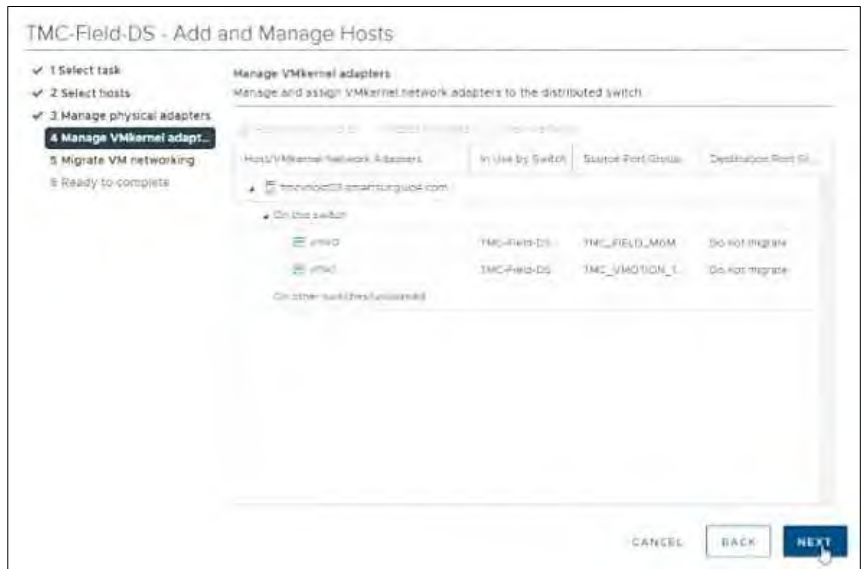 TMC-Field-DS - Add and Manage Hosts
✓ 1 Select task
✓ 2 Select hosts
✓ 3 Manage physical adapters
4 Manage VMkernel adapt...
5 Migrate VM networking
6 Ready to complete
Manage VMkernel adapters
Manage and assign VMkernel network adapters to the distributed switch.
Host/VMkernel Network Adapters In Use by Switch Source Port Group Destination Port Gr...
On this switch
TMC-Field-DS TMC_FIELD_MGM... Do not migrate
TMC-Field-DS TMC_VMOTION_1... Do not migrate
On other switches/unassigned
CANCEL BACK NEXT